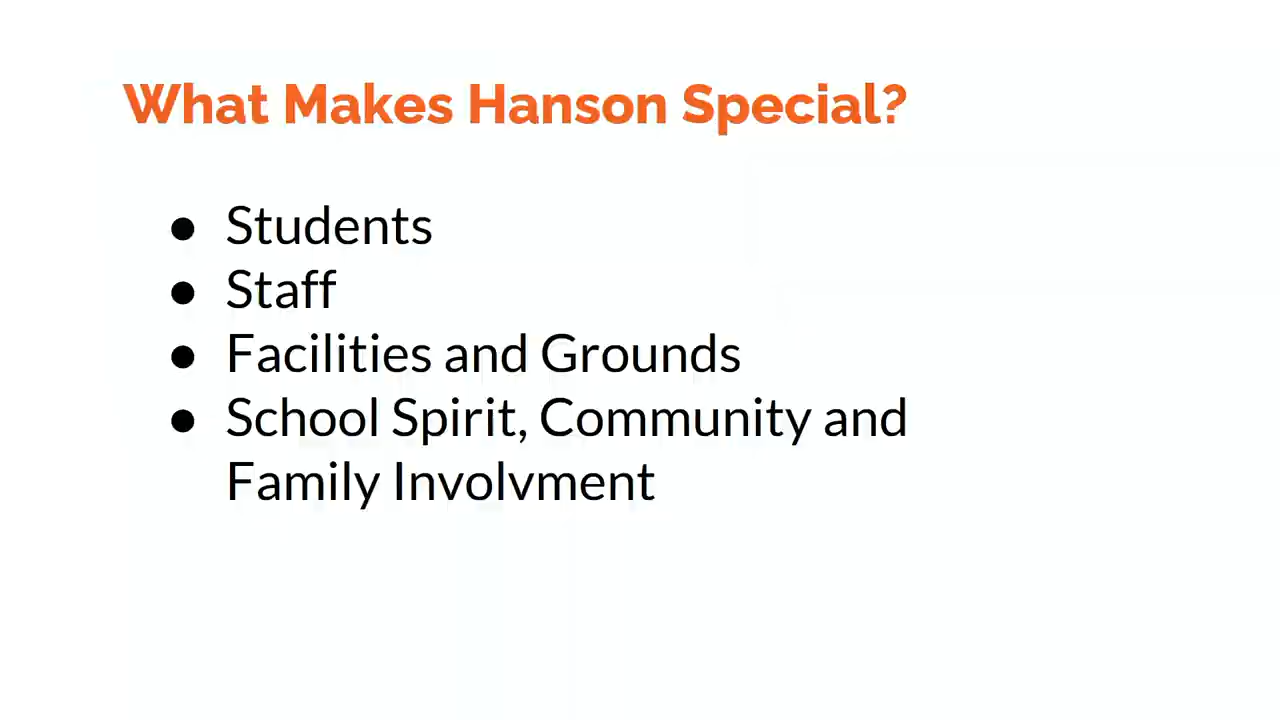 What Makes Hanson Special?
● Students
● Staff
● Facilities and Grounds
● School Spirit, Community and
Family Involvment